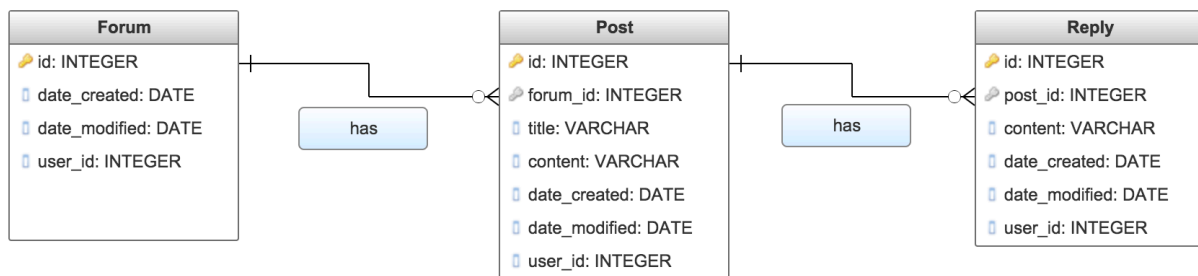 Forum
id: INTEGER
date_created: DATE
date_modified: DATE
user_id: INTEGER
has
Post
id: INTEGER
forum_id: INTEGER
title: VARCHAR
content: VARCHAR
date_created: DATE
date_modified: DATE
user_id: INTEGER
has
Reply
id: INTEGER
post_id: INTEGER
content: VARCHAR
date_created: DATE
date_modified: DATE
user_id: INTEGER